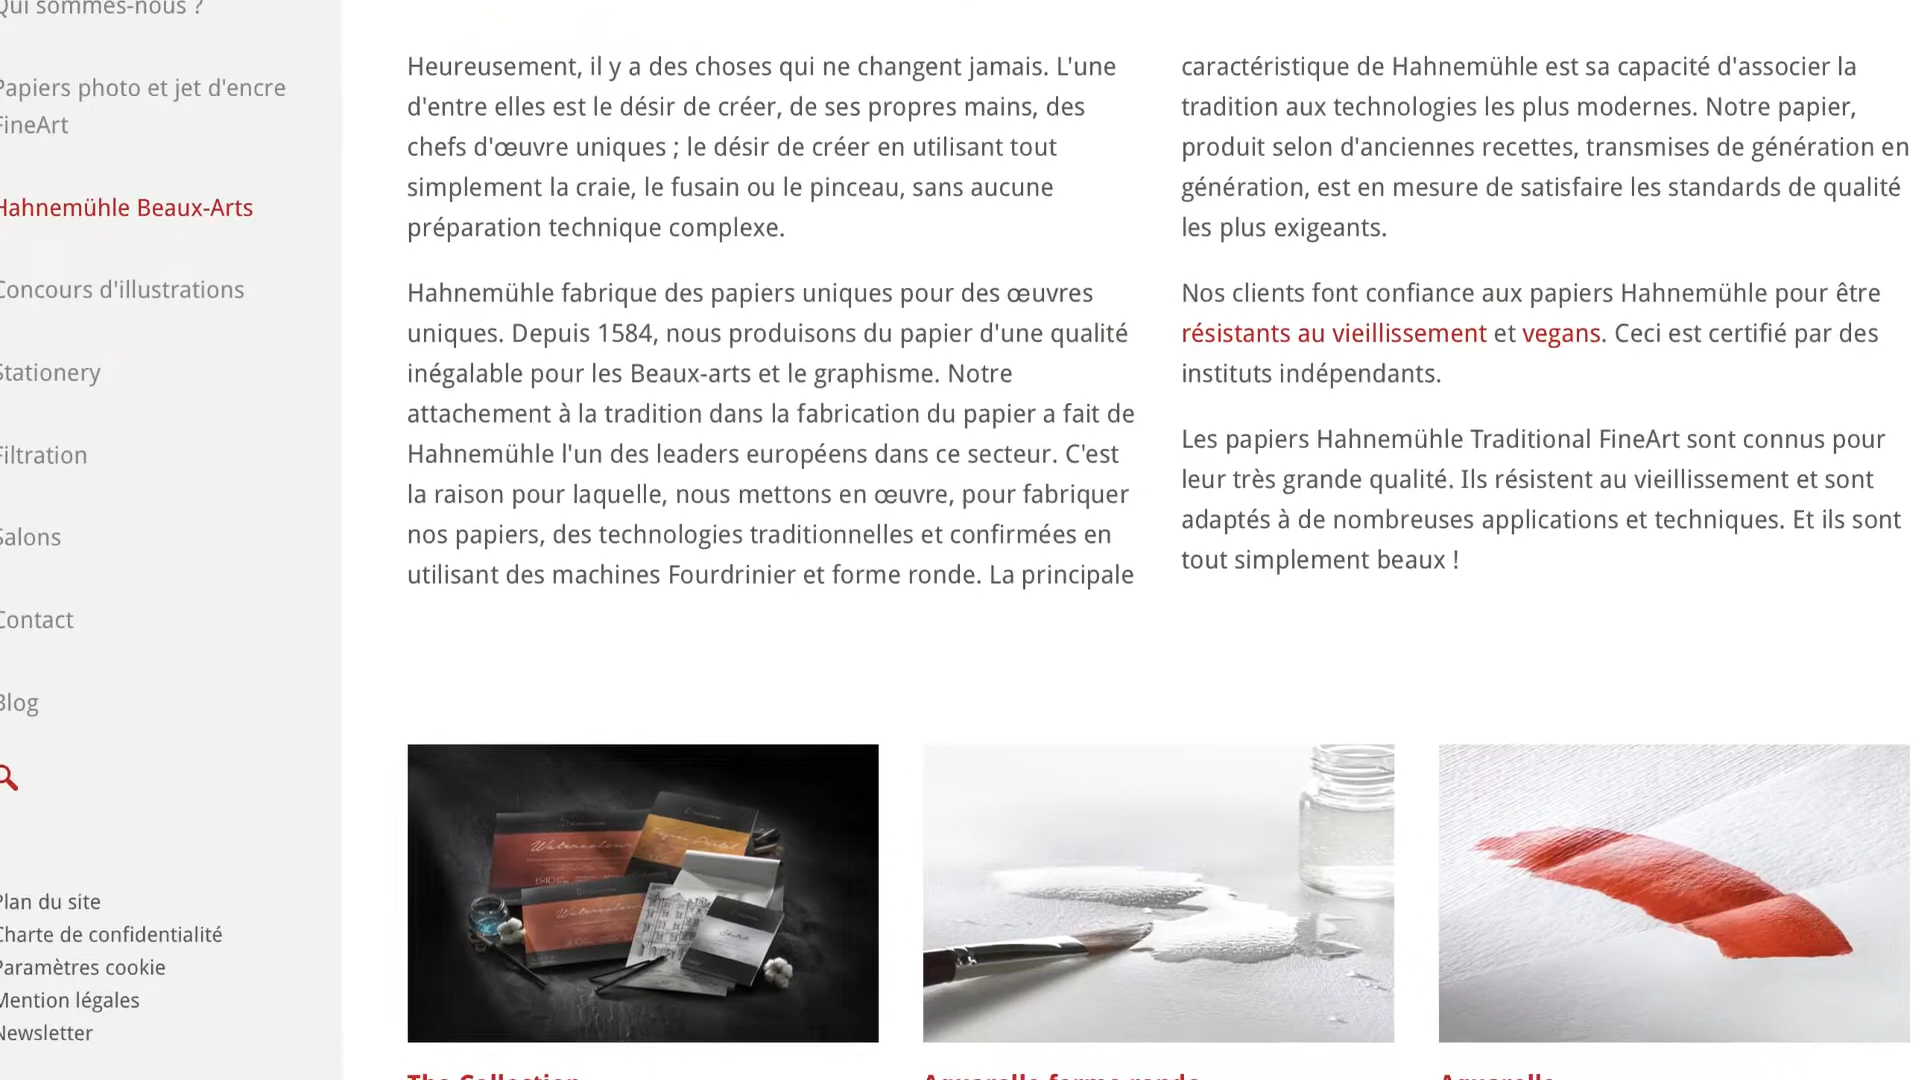 Qui sommes-nous ?
Papiers photo et jet d'encre
FineArt
Hahnemühle Beaux-Arts
Concours d'illustrations
Stationery
Filtration
Salons
Contact
Blog
Plan du site
Charte de confidentialité
Paramètres cookie
Mention légales
Newsletter
Heureusement, il y a des choses qui ne changent jamais. L'une
d'entre elles est le désir de créer, de ses propres mains, des
chefs d'œuvre uniques ; le désir de créer en utilisant tout
simplement la craie, le fusain ou le pinceau, sans aucune
préparation technique complexe.
Hahnemühle fabrique des papiers uniques pour des œuvres
uniques. Depuis 1584, nous produisons du papier d'une qualité
inégalable pour les Beaux-arts et le graphisme. Notre
attachement à la tradition dans la fabrication du papier a fait de
Hahnemühle l'un des leaders européens dans ce secteur. C'est
la raison pour laquelle, nous mettons en œuvre, pour fabriquer
nos papiers, des technologies traditionnelles et confirmées en
utilisant des machines Fourdrinier et forme ronde. La principale
caractéristique de Hahnemühle est sa capacité d'associer la
tradition aux technologies les plus modernes. Notre papier,
produit selon d'anciennes recettes, transmises de génération en
génération, est en mesure de satisfaire les standards de qualité
les plus exigeants.
Nos clients font confiance aux papiers Hahnemühle pour être
résistants au vieillissement et vegans. Ceci est certifié par des
instituts indépendants.
Les papiers Hahnemühle Traditional FineArt sont connus pour
leur très grande qualité. Ils résistent au vieillissement et sont
adaptés à de nombreuses applications et techniques. Et ils sont
tout simplement beaux !
Watercolour
Watercolour
The Collection
Aquarelle forme ronde
Aquarelle